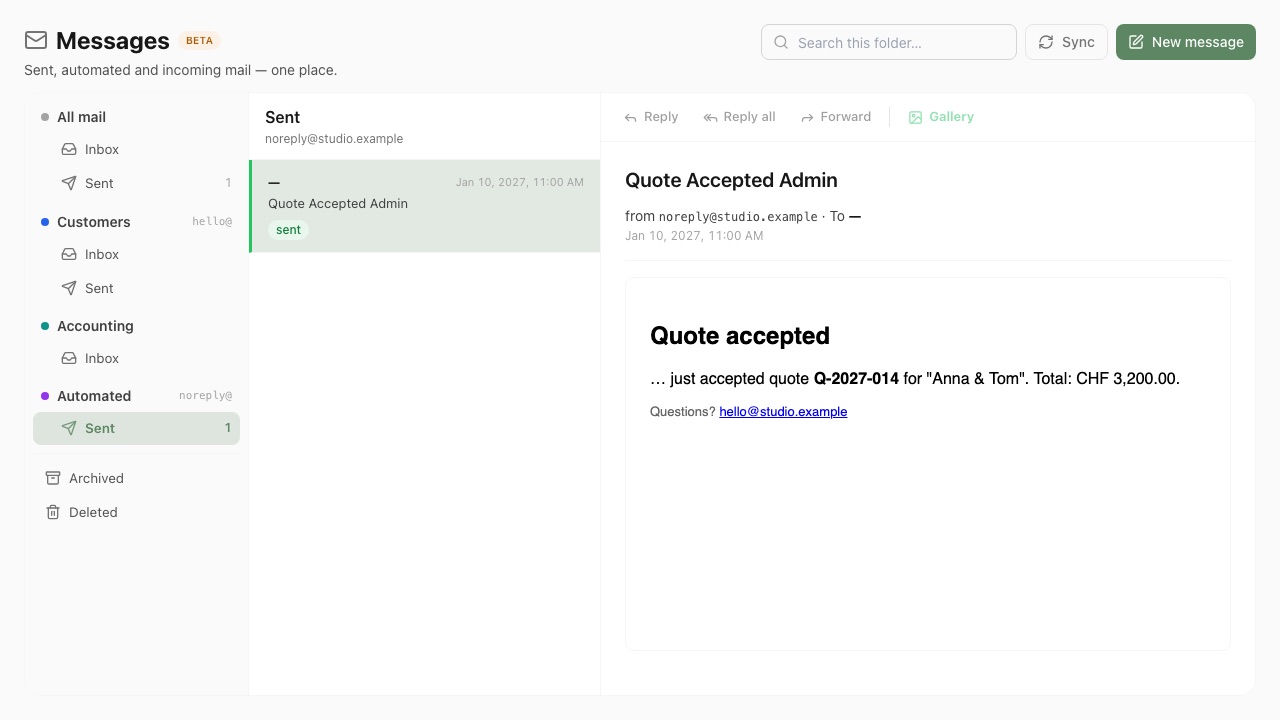 Messages BETA
Sent, automated and incoming mail — one place.
Search this folder...
Sync
New message
All mail
Inbox
Sent 1
Customers hello@
Inbox
Sent
Accounting
Inbox
Automated noreply@
Sent 1
Archived
Deleted
Sent
noreply@studio.example
— Jan 10, 2027, 11:00 AM
Quote Accepted Admin
sent
Reply Reply all Forward Gallery
Quote Accepted Admin
from noreply@studio.example · To —
Jan 10, 2027, 11:00 AM
Quote accepted
… just accepted quote Q-2027-014 for "Anna & Tom". Total: CHF 3,200.00.
Questions? hello@studio.example